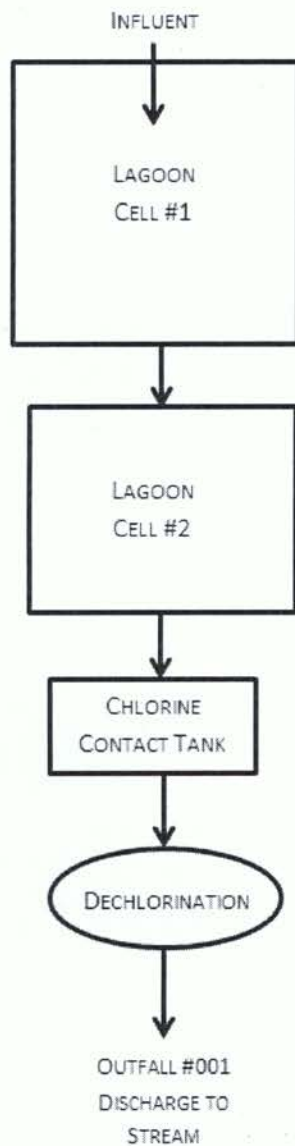 INFLUENT
LAGOON
CELL #1
LAGOON
CELL #2
CHLORINE
CONTACT TANK
DECHLORINATION
OUTFALL #001
DISCHARGE TO
STREAM